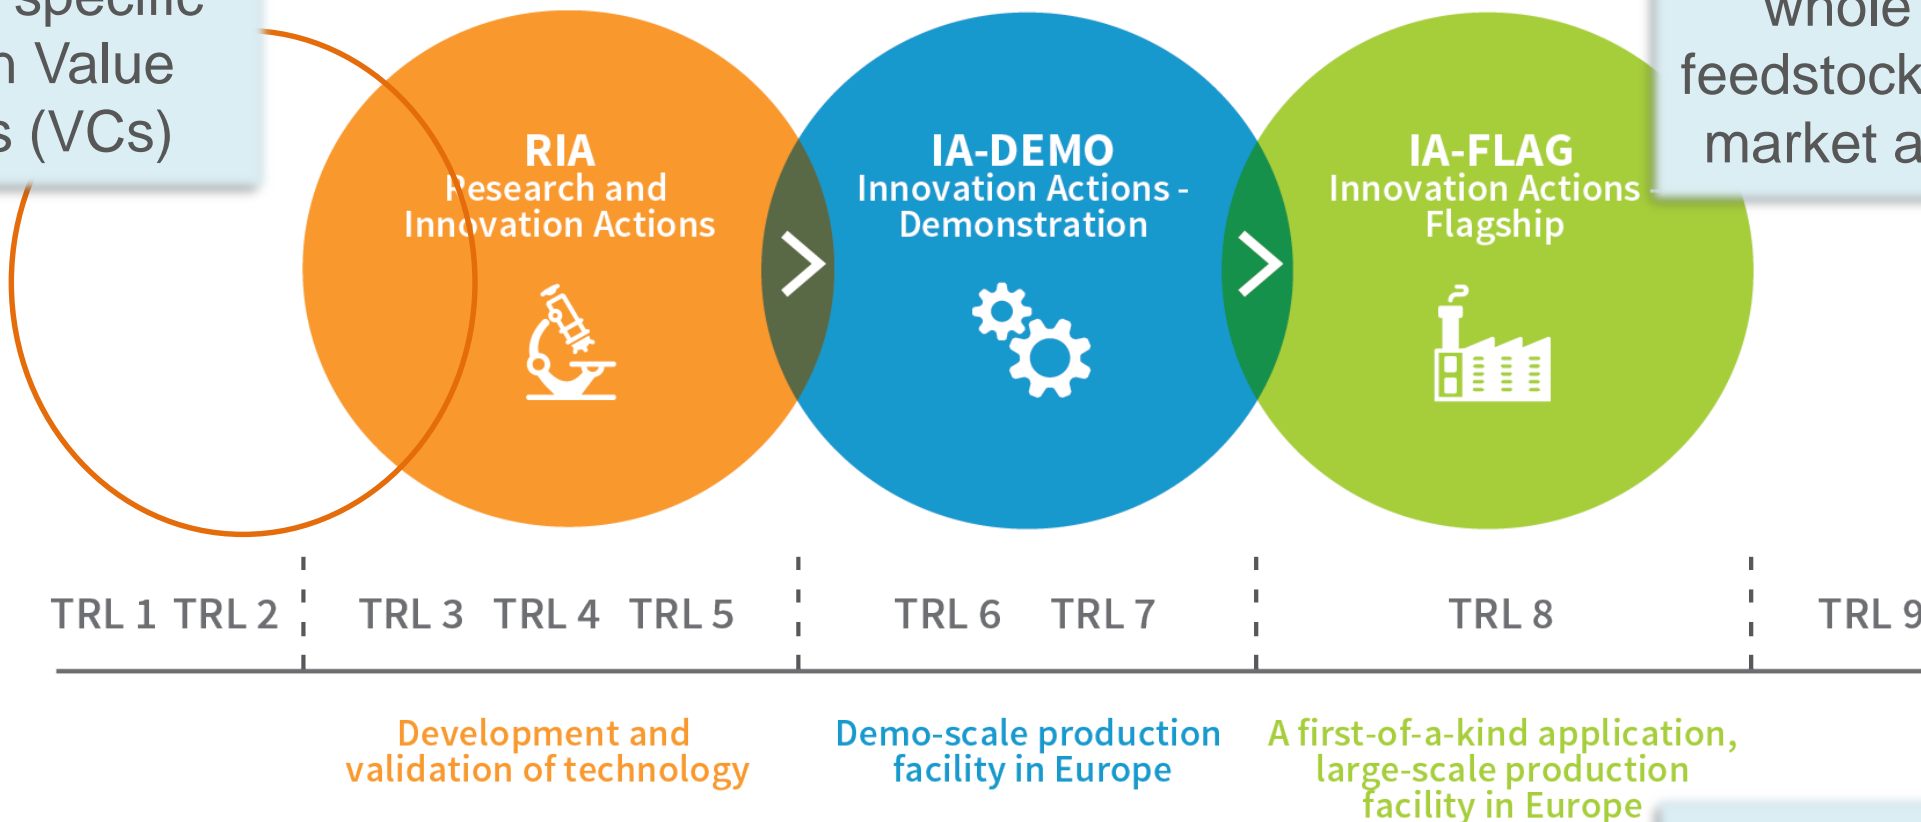 specific
Value
(VCs)
whole
feedstock
market
RIA
Research and
Innovation Actions
IA-DEMO
Innovation Actions -
Demonstration
IA-FLAG
Innovation Actions -
Flagship
TRL 1 TRL 2 TRL 3 TRL 4 TRL 5 TRL 6 TRL 7 TRL 8 TRL 9
Development and
validation of technology
Demo-scale production
facility in Europe
A first-of-a-kind application,
large-scale production
facility in Europe